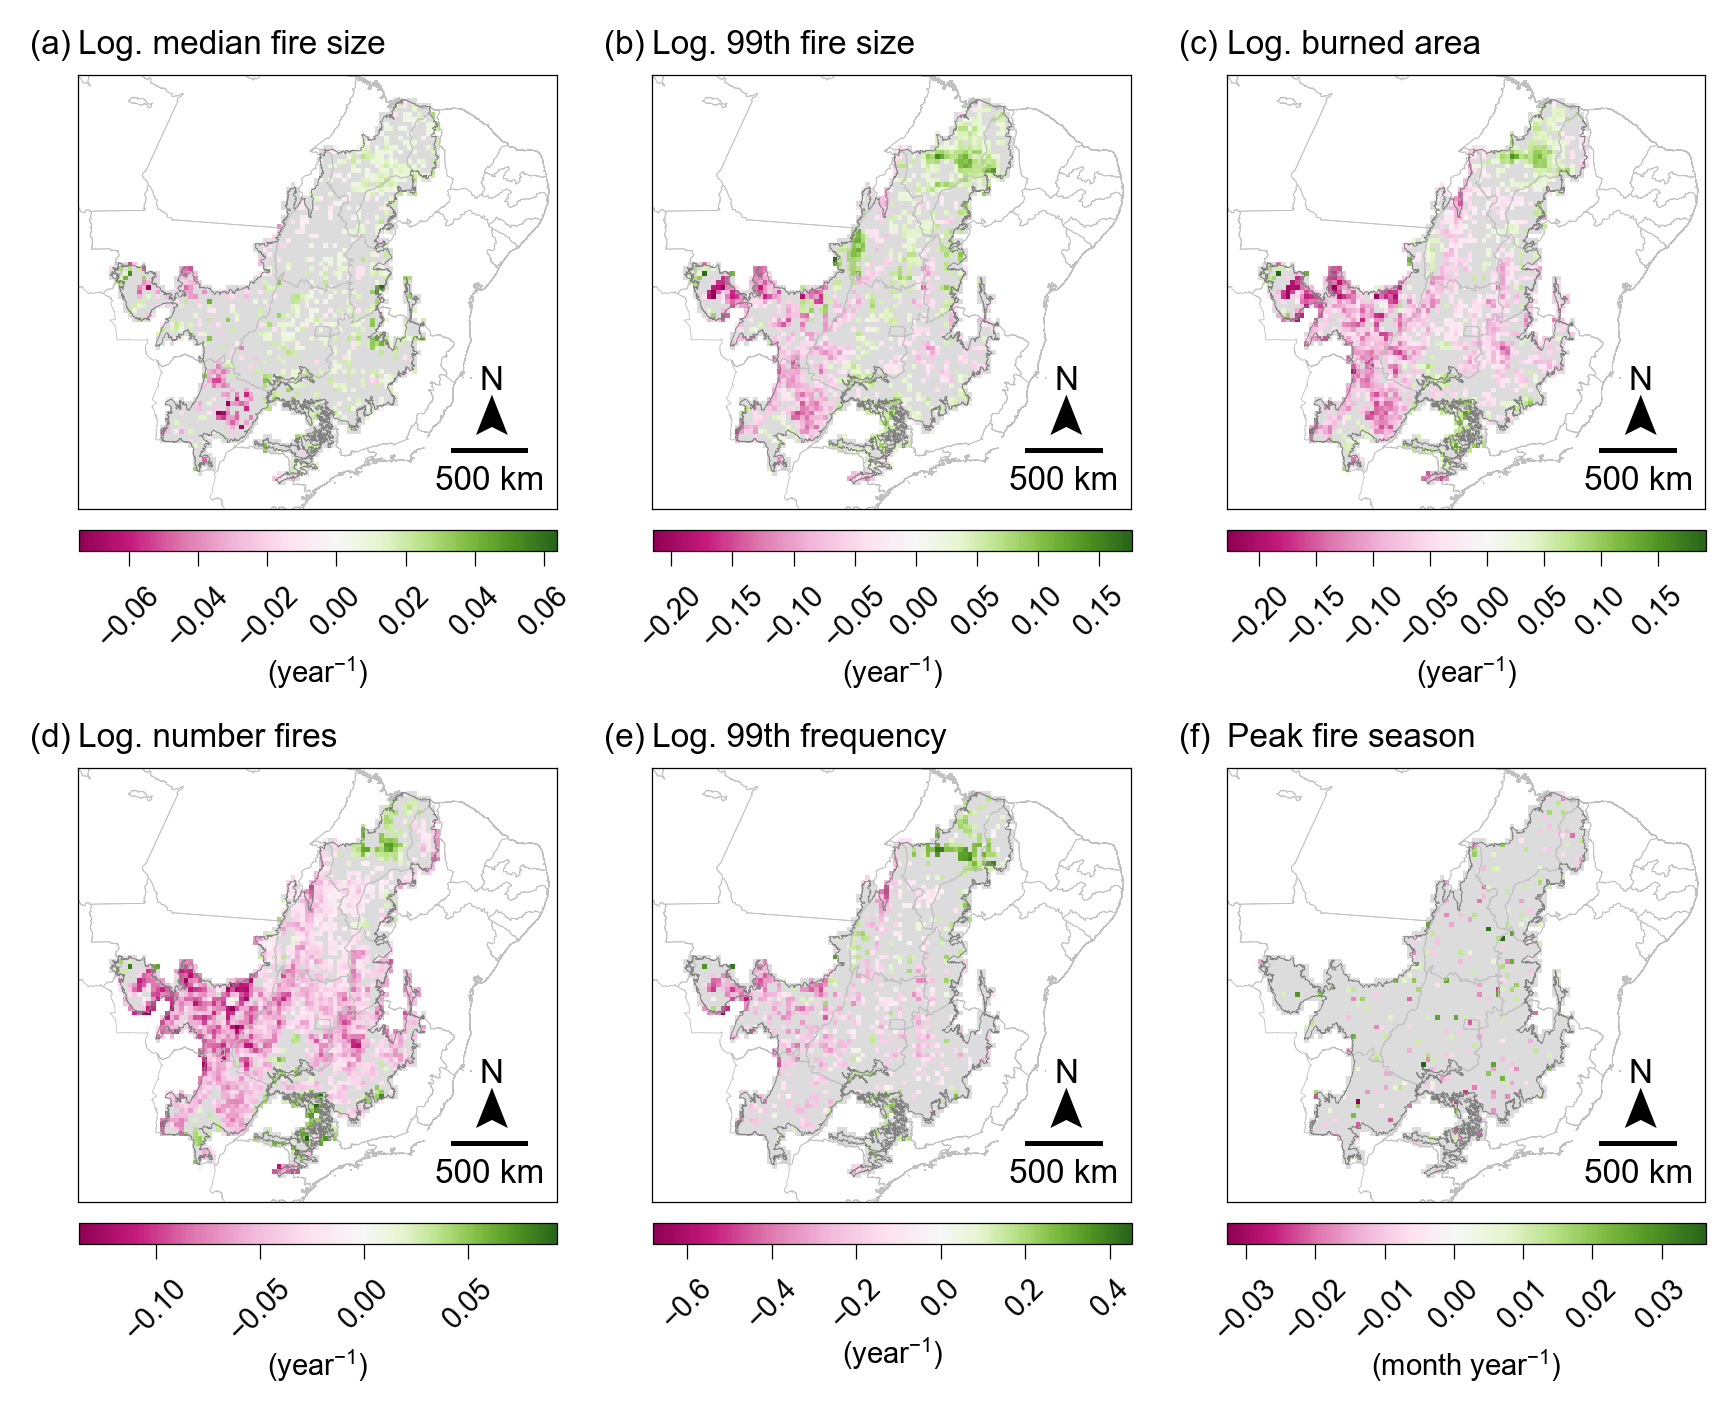 (a) Log. median fire size
(b) Log. 99th fire size
(c) Log. burned area
N
500 km
N
500 km
N
500 km
−0.06 −0.04 −0.02 0.00 0.02 0.04 0.06
(year⁻¹)
−0.20 −0.15 −0.10 −0.05 0.00 0.05 0.10 0.15
(year⁻¹)
−0.20 −0.15 −0.10 −0.05 0.00 0.05 0.10 0.15
(year⁻¹)
(d) Log. number fires
(e) Log. 99th frequency
(f) Peak fire season
N
500 km
N
500 km
N
500 km
−0.10 −0.05 0.00 0.05
(year⁻¹)
−0.6 −0.4 −0.2 0.0 0.2 0.4
(year⁻¹)
−0.03 −0.02 −0.01 0.00 0.01 0.02 0.03
(month year⁻¹)